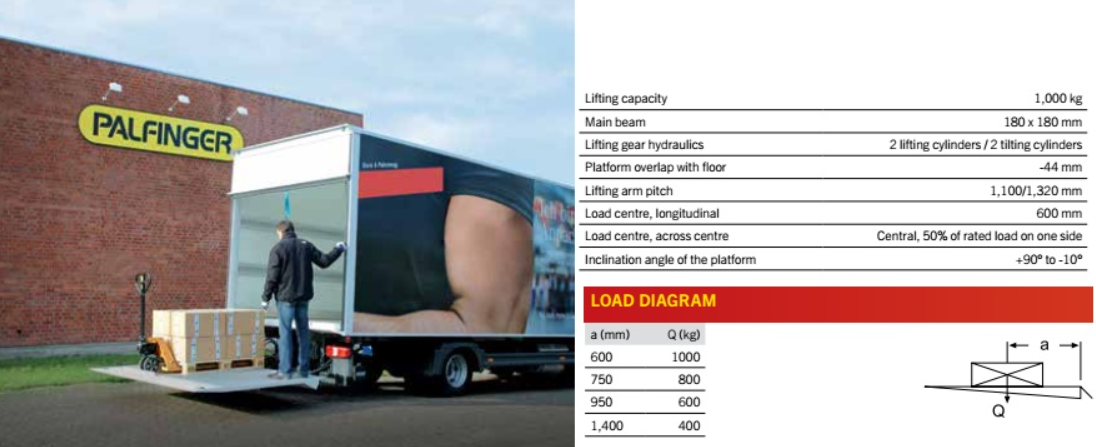 PALFINGER
Lifting capacity 1,000 kg
Main beam 180 x 180 mm
Lifting gear hydraulics 2 lifting cylinders / 2 tilting cylinders
Platform overlap with floor -44 mm
Lifting arm pitch 1,100/1,320 mm
Load centre, longitudinal 600 mm
Load centre, across centre Central, 50% of rated load on one side
Inclination angle of the platform +90° to -10°
LOAD DIAGRAM
a (mm) Q (kg)
600 1000
750 800
950 600
1,400 400
a
Q